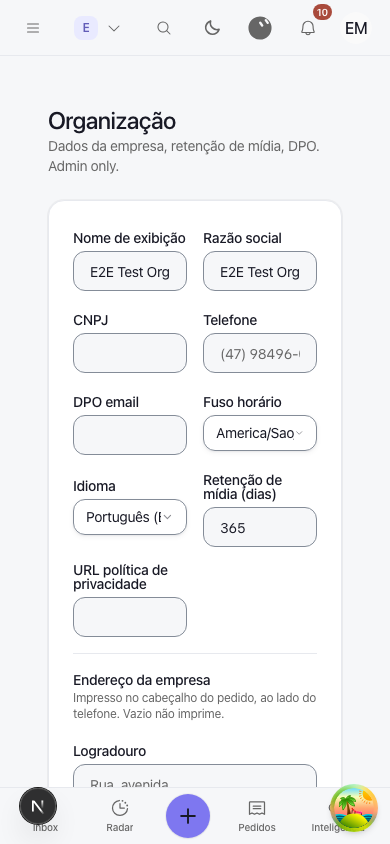 E
10
EM
Organização
Dados da empresa, retenção de mídia, DPO.
Admin only.
Nome de exibição
Razão social
E2E Test Org
E2E Test Org
CNPJ
Telefone
(47) 98496-
DPO email
Fuso horário
America/Sao
Idioma
Retenção de
mídia (dias)
Português (
365
URL política de
privacidade
Endereço da empresa
Impresso no cabeçalho do pedido, ao lado do
telefone. Vazio não imprime.
Logradouro
Rua, avenida
N
Inbox
Radar
Pedidos